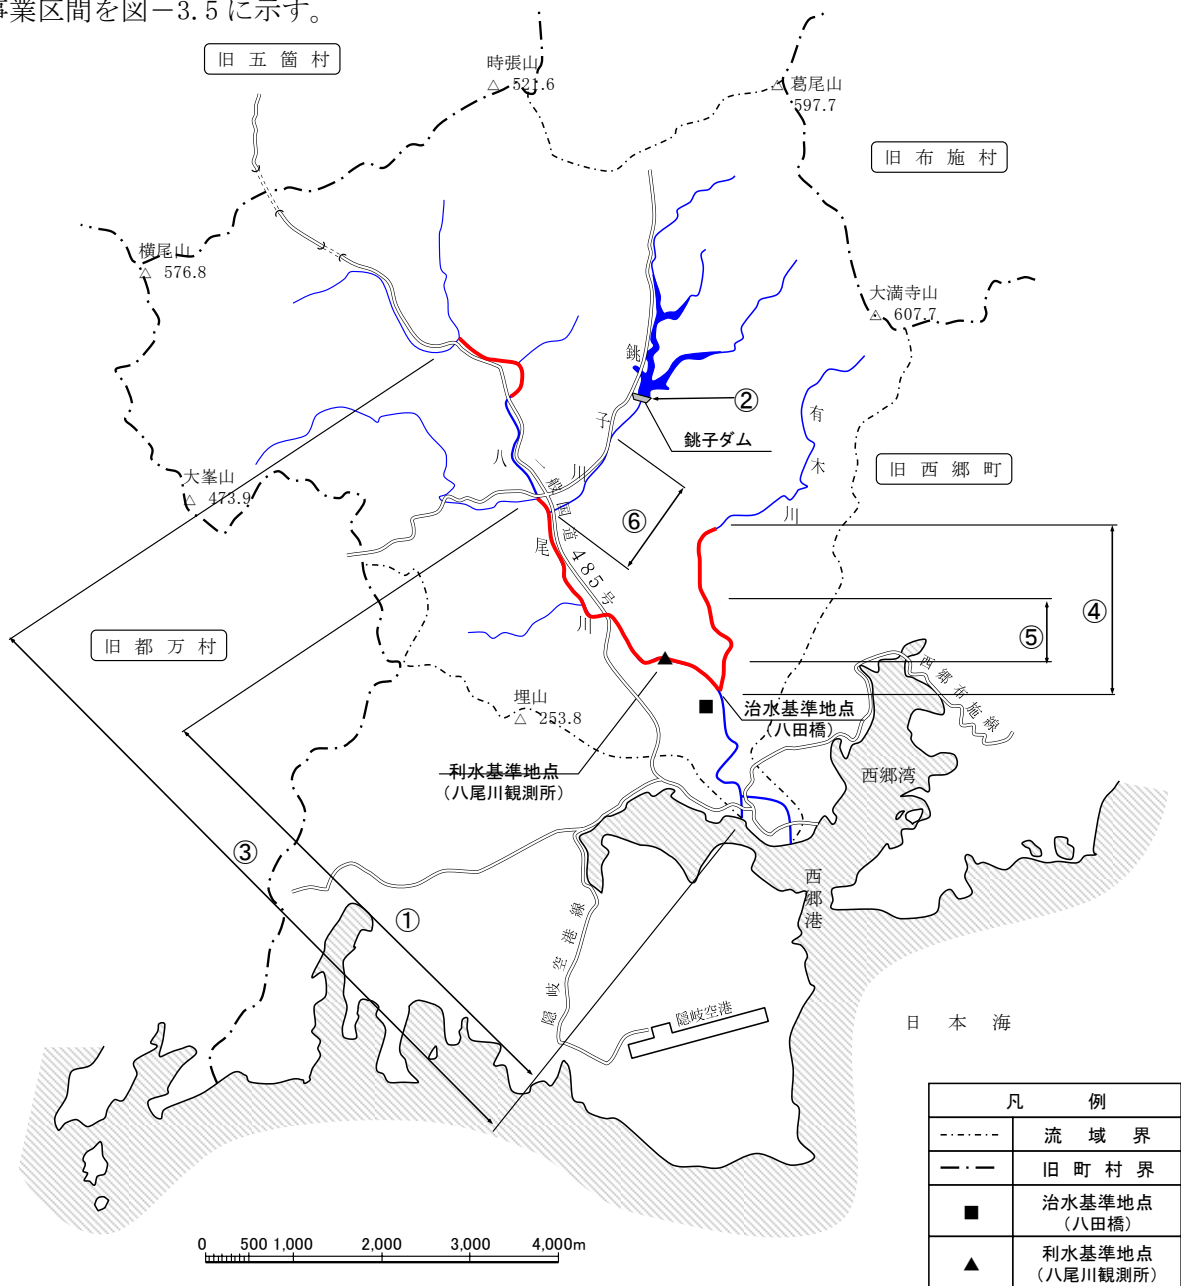 事業区間を図－3.5 に示す。
旧 五 箇 村
時張山
△ 521.6
葛尾山
597.7
旧 布 施 村
横尾山
△ 576.8
大満寺山
607.7
銚
子
川
②
銚子ダム
有
木
川
旧 西 郷 町
大峯山
△ 473.9
八
尾
川
一般国道485号
⑥
④
⑤
旧 都 万 村
西郷布施線
埋山
△ 253.8
治水基準地点
(八田橋)
利水基準地点
(八尾川観測所)
西郷湾
③
①
西郷港
隠岐空港線
隠岐空港
日 本 海
凡 例
流 域 界
旧 町 村 界
■ 治水基準地点
(八田橋)
▲ 利水基準地点
(八尾川観測所)
0 500 1,000 2,000 3,000 4,000m